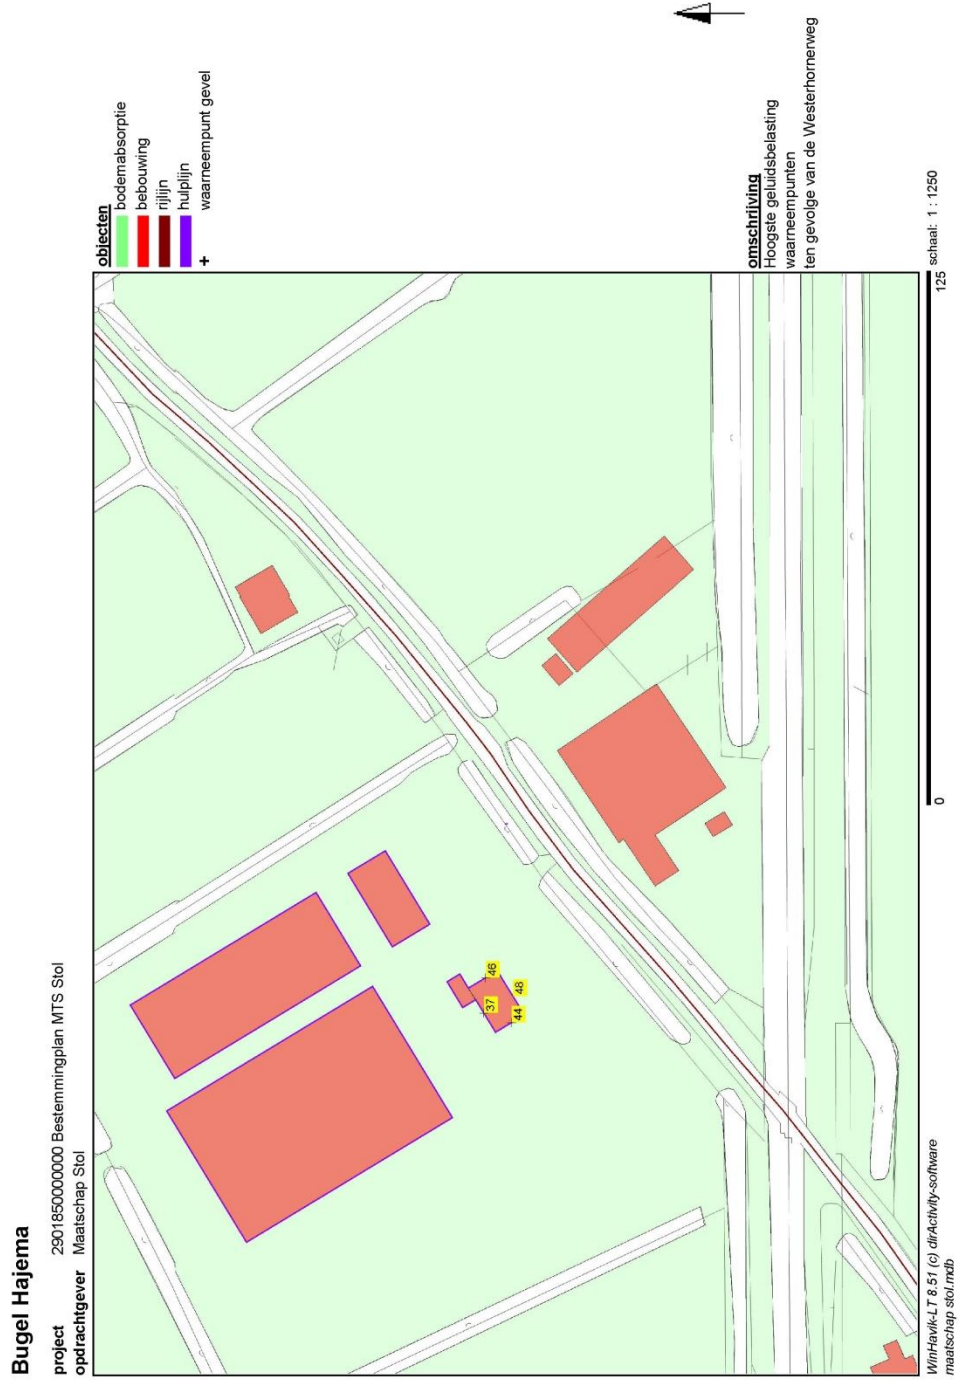 Bugel Hajema
project 29018500000000 Bestemmingplan MTS Stol
opdrachtgever Maatschap Stol
objecten
bodemabsorptie
bebouwing
rijlijn
hulplijn
+ waarneempunt gevel
37
46
44
48
omschrijving
Hoogste geluidsbelasting
waarneempunten
ten gevolge van de Westerhornerweg
0
125
schaal: 1 : 1250
WinHavik-LT 8.51 (c) dirActivity-software
maatschap stol.mdb